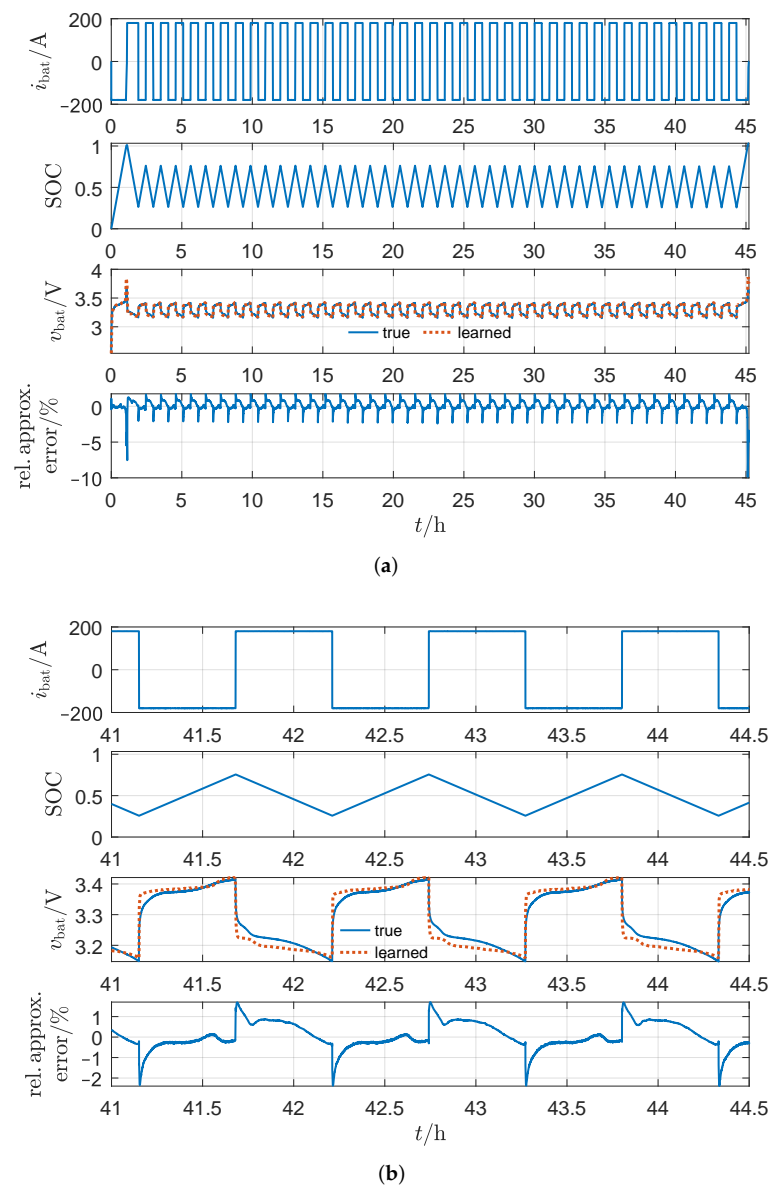 200
0
−200
i_bat/A
0 5 10 15 20 25 30 35 40 45
1
0.5
0
SOC
0 5 10 15 20 25 30 35 40 45
4
3.5
3
v_bat/V
true learned
0 5 10 15 20 25 30 35 40 45
0
−5
−10
rel. approx.
error/%
0 5 10 15 20 25 30 35 40 45
t/h
(a)
200
0
−200
i_bat/A
41 41.5 42 42.5 43 43.5 44 44.5
1
0.5
0
SOC
41 41.5 42 42.5 43 43.5 44 44.5
3.4
3.3
3.2
v_bat/V
true
learned
41 41.5 42 42.5 43 43.5 44 44.5
1
0
−1
−2
rel. approx.
error/%
41 41.5 42 42.5 43 43.5 44 44.5
t/h
(b)